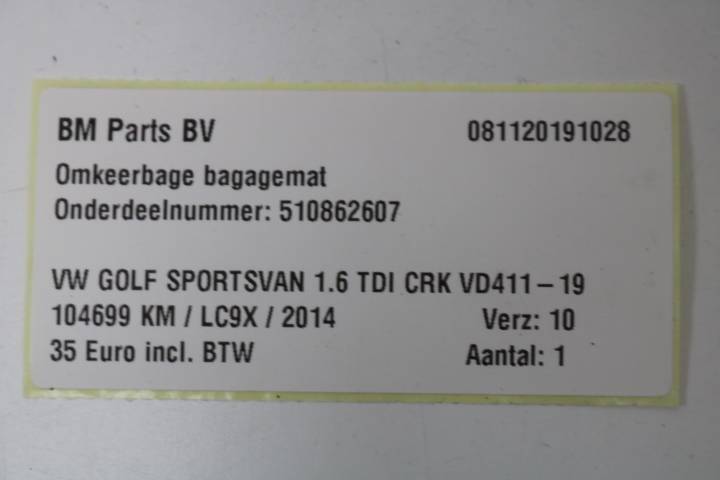 BM Parts BV 081120191028
Omkeerbage bagagemat
Onderdeelnummer: 510862607
VW GOLF SPORTSVAN 1.6 TDI CRK VD411-19
104699 KM / LC9X / 2014 Verz: 10
35 Euro incl. BTW Aantal: 1